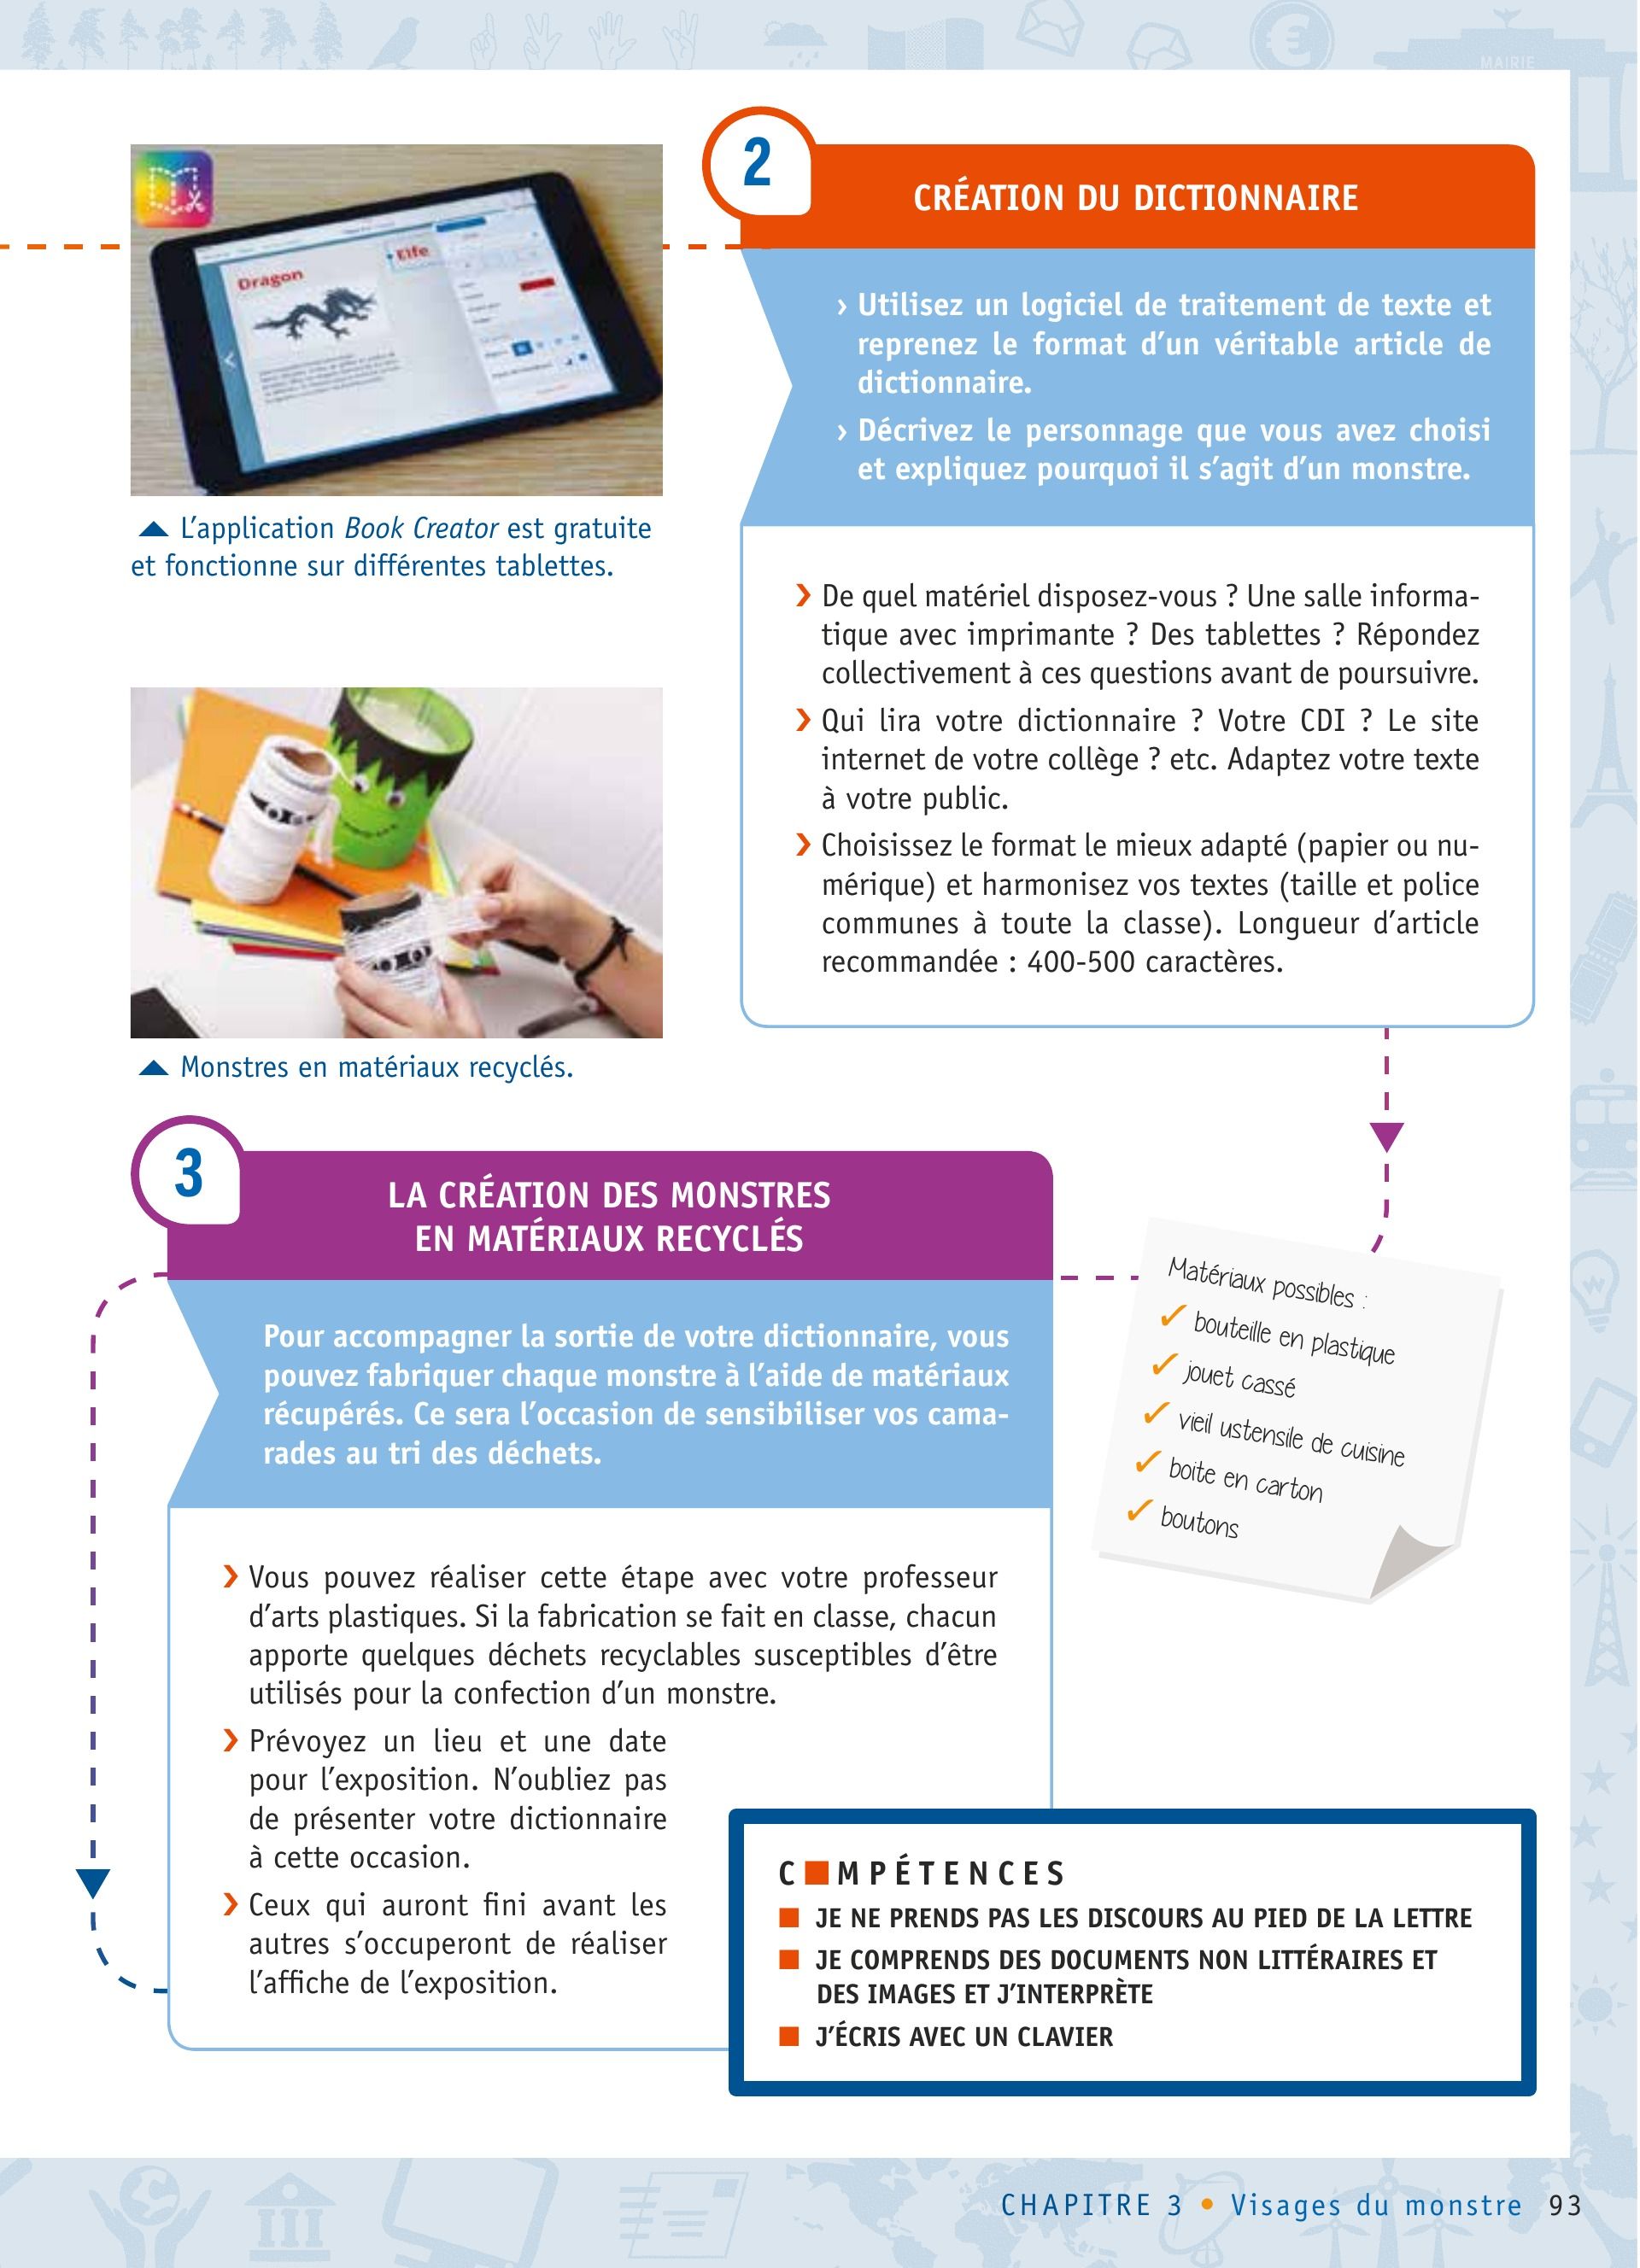 MAIRIE
2
CRÉATION DU DICTIONNAIRE
Dragon
Elfe
› Utilisez un logiciel de traitement de texte et
reprenez le format d’un véritable article de
dictionnaire.
› Décrivez le personnage que vous avez choisi
et expliquez pourquoi il s’agit d’un monstre.
L’application Book Creator est gratuite
et fonctionne sur différentes tablettes.
› De quel matériel disposez-vous ? Une salle informa-
tique avec imprimante ? Des tablettes ? Répondez
collectivement à ces questions avant de poursuivre.
› Qui lira votre dictionnaire ? Votre CDI ? Le site
internet de votre collège ? etc. Adaptez votre texte
à votre public.
› Choisissez le format le mieux adapté (papier ou nu-
mérique) et harmonisez vos textes (taille et police
communes à toute la classe). Longueur d’article
recommandée : 400-500 caractères.
Monstres en matériaux recyclés.
3
LA CRÉATION DES MONSTRES
EN MATÉRIAUX RECYCLÉS
Pour accompagner la sortie de votre dictionnaire, vous
pouvez fabriquer chaque monstre à l’aide de matériaux
récupérés. Ce sera l’occasion de sensibiliser vos cama-
rades au tri des déchets.
Matériaux possibles :
✓ bouteille en plastique
✓ jouet cassé
✓ vieil ustensile de cuisine
✓ boite en carton
✓ boutons
› Vous pouvez réaliser cette étape avec votre professeur
d’arts plastiques. Si la fabrication se fait en classe, chacun
apporte quelques déchets recyclables susceptibles d’être
utilisés pour la confection d’un monstre.
› Prévoyez un lieu et une date
pour l’exposition. N’oubliez pas
de présenter votre dictionnaire
à cette occasion.
› Ceux qui auront fini avant les
autres s’occuperont de réaliser
l’affiche de l’exposition.
C■MPÉTENCES
■ JE NE PRENDS PAS LES DISCOURS AU PIED DE LA LETTRE
■ JE COMPRENDS DES DOCUMENTS NON LITTÉRAIRES ET
DES IMAGES ET J’INTERPRÈTE
■ J’ÉCRIS AVEC UN CLAVIER
CHAPITRE 3 • Visages du monstre 93